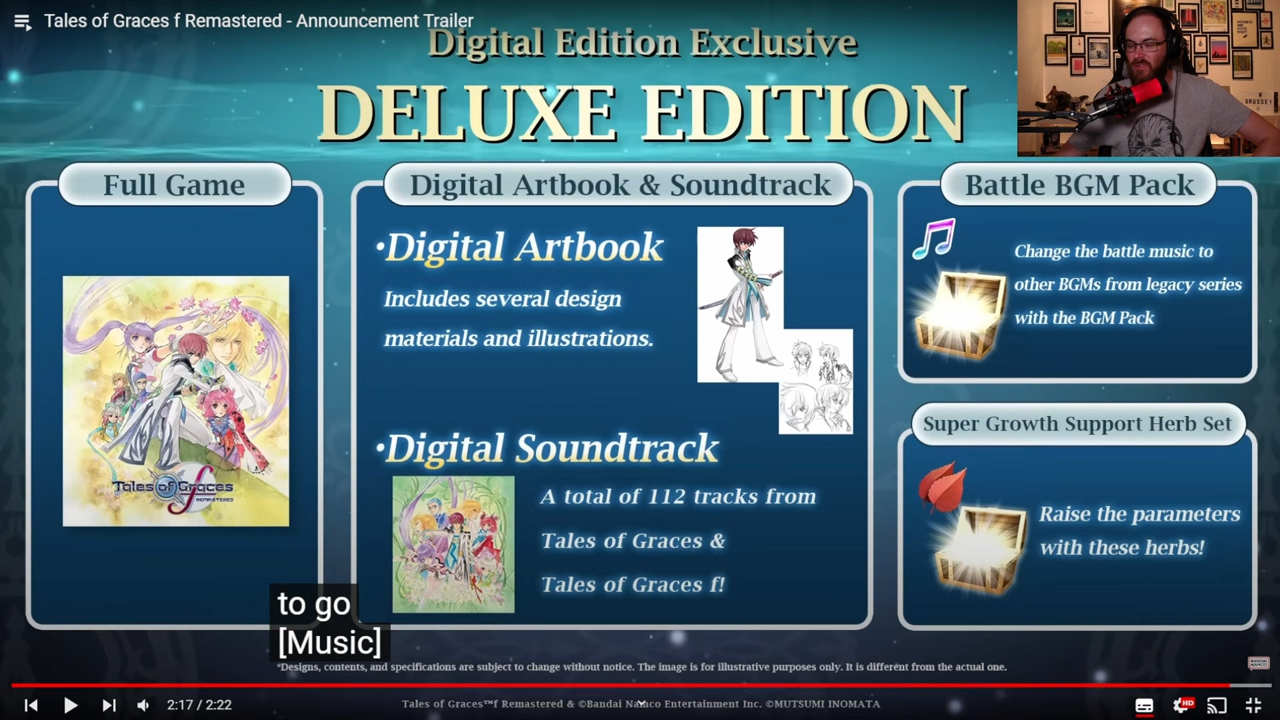 Tales of Graces f Remastered - Announcement Trailer
Digital Edition Exclusive
DELUXE EDITION
Full Game
Tales of Graces f
REMASTERED
Digital Artbook & Soundtrack
•Digital Artbook
Includes several design
materials and illustrations.
•Digital Soundtrack
A total of 112 tracks from
Tales of Graces &
Tales of Graces f!
Battle BGM Pack
Change the battle music to
other BGMs from legacy series
with the BGM Pack
Super Growth Support Herb Set
Raise the parameters
with these herbs!
to go
[Music]
*Designs, contents, and specifications are subject to change without notice. The image is for illustrative purposes only. It is different from the actual one.
2:17 / 2:22
Tales of Graces™f Remastered & ©Bandai Namco Entertainment Inc. ©MUTSUMI INOMATA
HD